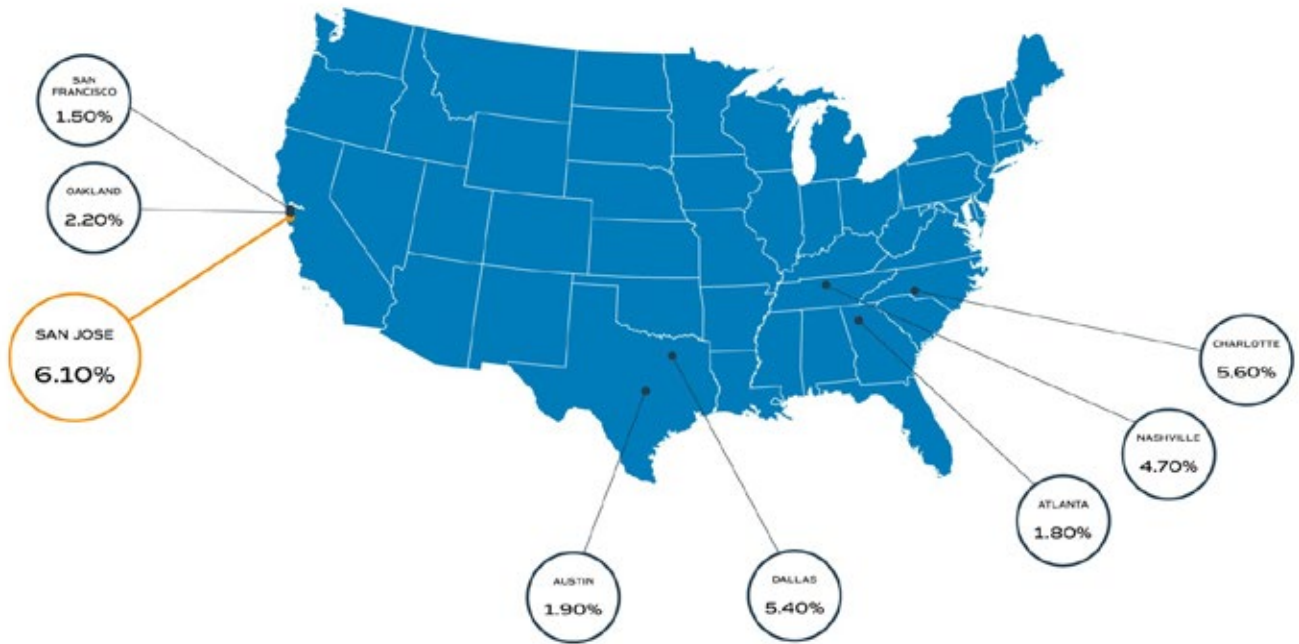 SAN
FRANCISCO
1.50%
OAKLAND
2.20%
SAN JOSE
6.10%
CHARLOTTE
5.60%
NASHVILLE
4.70%
ATLANTA
1.80%
AUSTIN
1.90%
DALLAS
5.40%